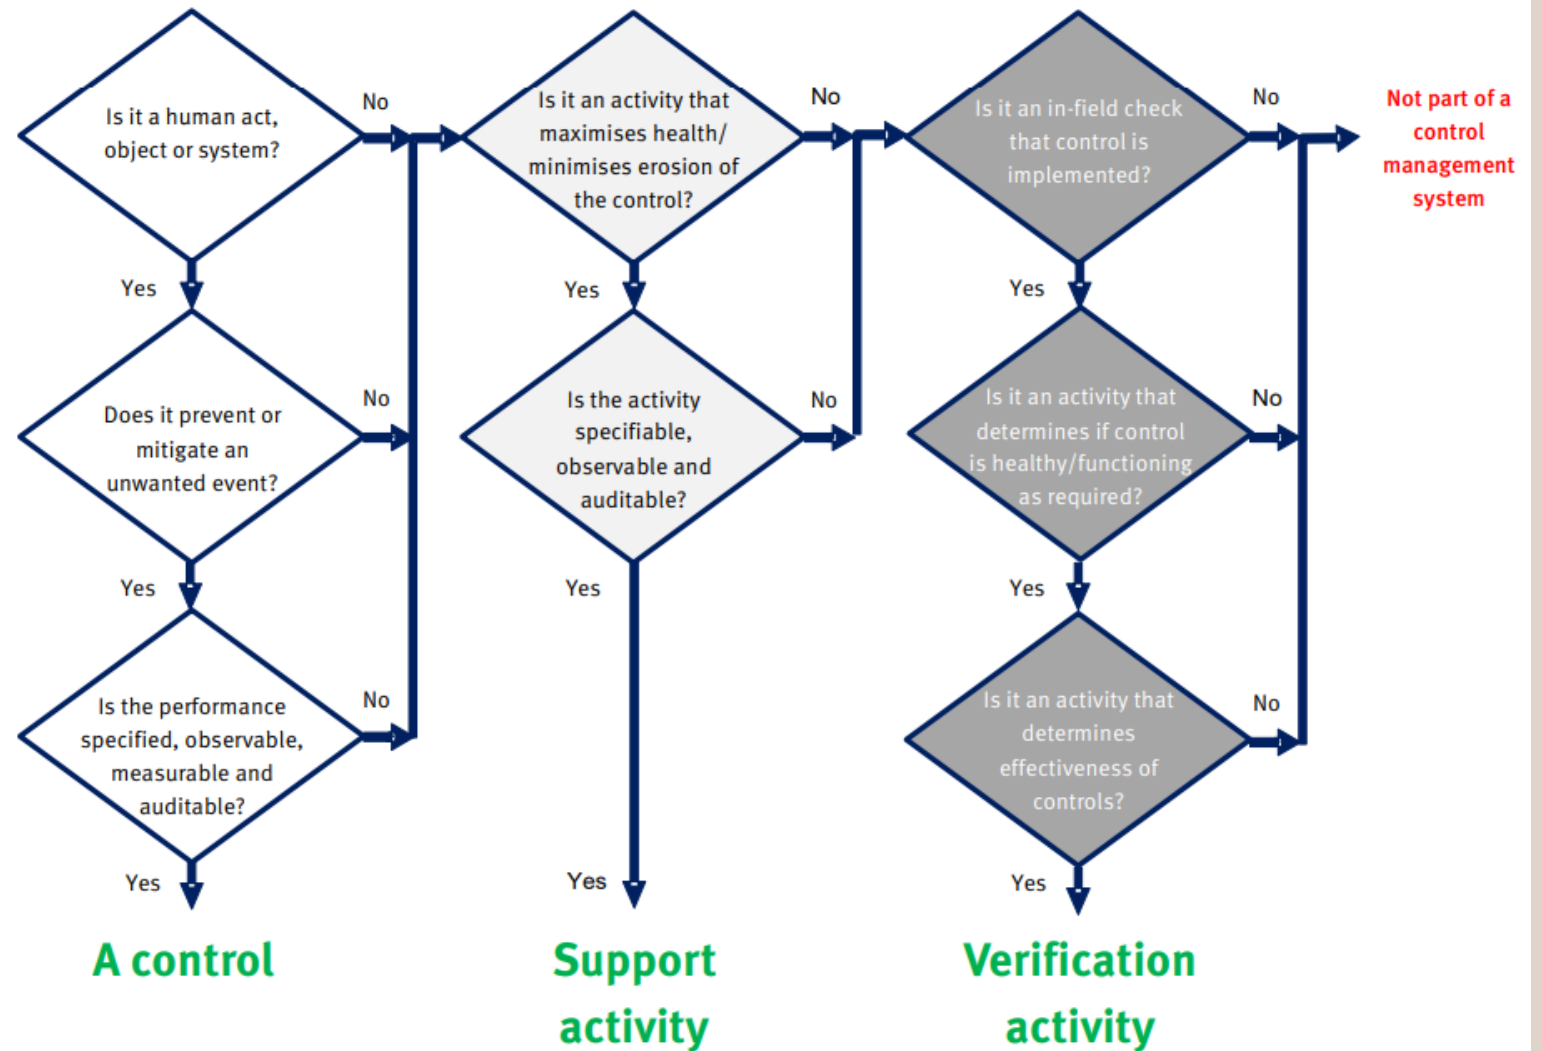 Is it a human act,
object or system?
No
Yes
Does it prevent or
mitigate an
unwanted event?
No
Yes
Is the performance
specified, observable,
measurable and
auditable?
No
Yes
A control
Is it an activity that
maximises health/
minimises erosion of
the control?
No
Yes
Is the activity
specifiable,
observable and
auditable?
No
Yes
Yes
Support
activity
Is it an in-field check
that control is
implemented?
No
Yes
Is it an activity that
determines if control
is healthy/functioning
as required?
No
Yes
Is it an activity that
determines
effectiveness of
controls?
No
Yes
Verification
activity
Not part of a
control
management
system